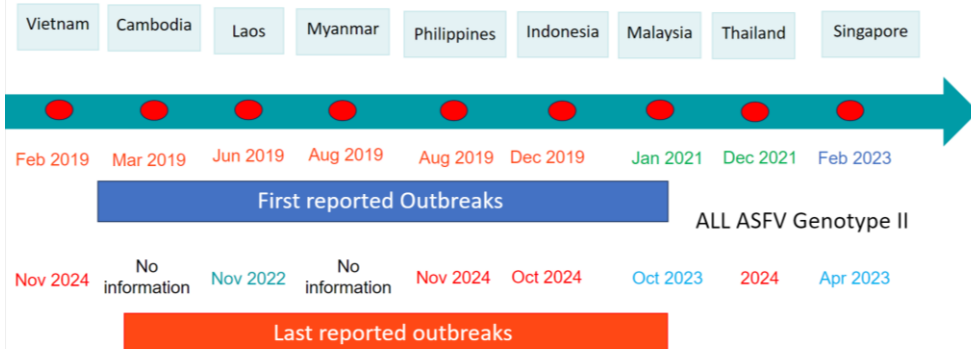 Vietnam Cambodia Laos Myanmar Philippines Indonesia Malaysia Thailand Singapore
Feb 2019 Mar 2019 Jun 2019 Aug 2019 Aug 2019 Dec 2019 Jan 2021 Dec 2021 Feb 2023
First reported Outbreaks
ALL ASFV Genotype II
Nov 2024 No information Nov 2022 No information Nov 2024 Oct 2024 Oct 2023 2024 Apr 2023
Last reported outbreaks